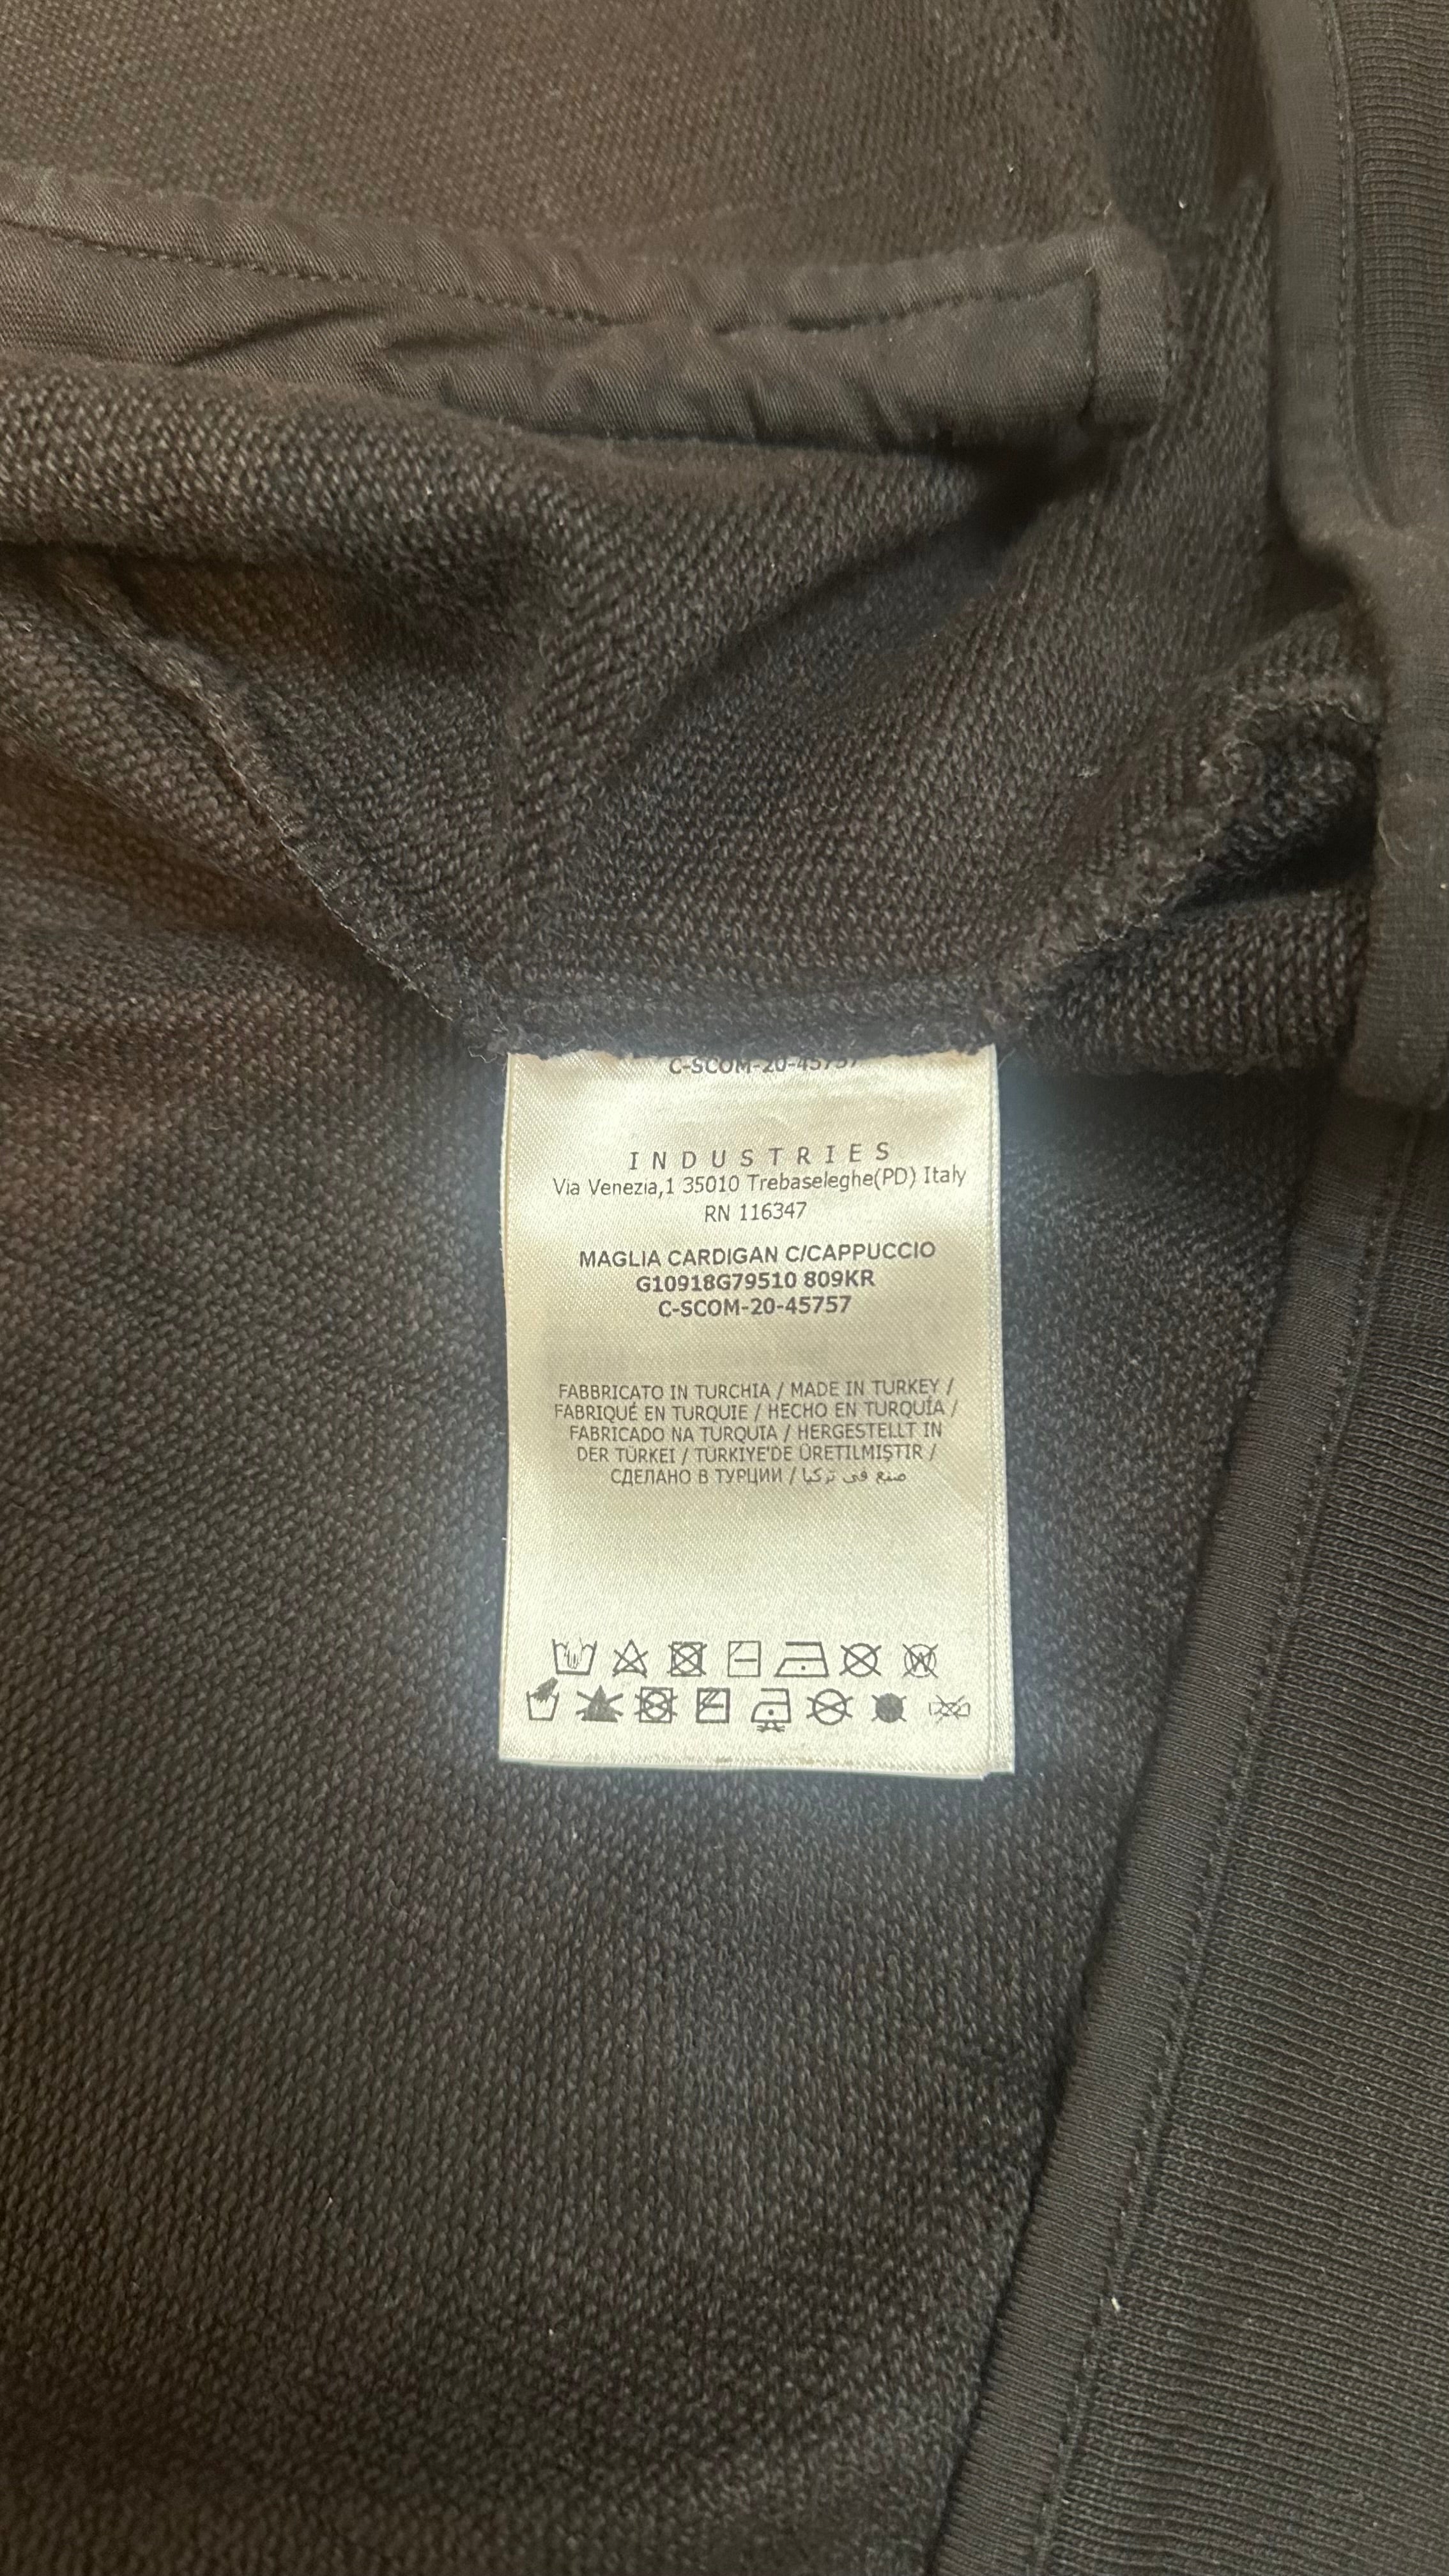 C-SCOM-20-45757
INDUSTRIES
Via Venezia,1 35010 Trebaseleghe(PD) Italy
RN 116347
MAGLIA CARDIGAN C/CAPPUCCIO
G10918G79510 809KR
C-SCOM-20-45757
FABBRICATO IN TURCHIA / MADE IN TURKEY /
FABRIQUÉ EN TURQUIE / HECHO EN TURQUÍA /
FABRICADO NA TURQUIA / HERGESTELLT IN
DER TÜRKEI / TÜRKIYE'DE ÜRETILMIŞTIR /
СДЕЛАНО В ТУРЦИИ / صنع في تركيا